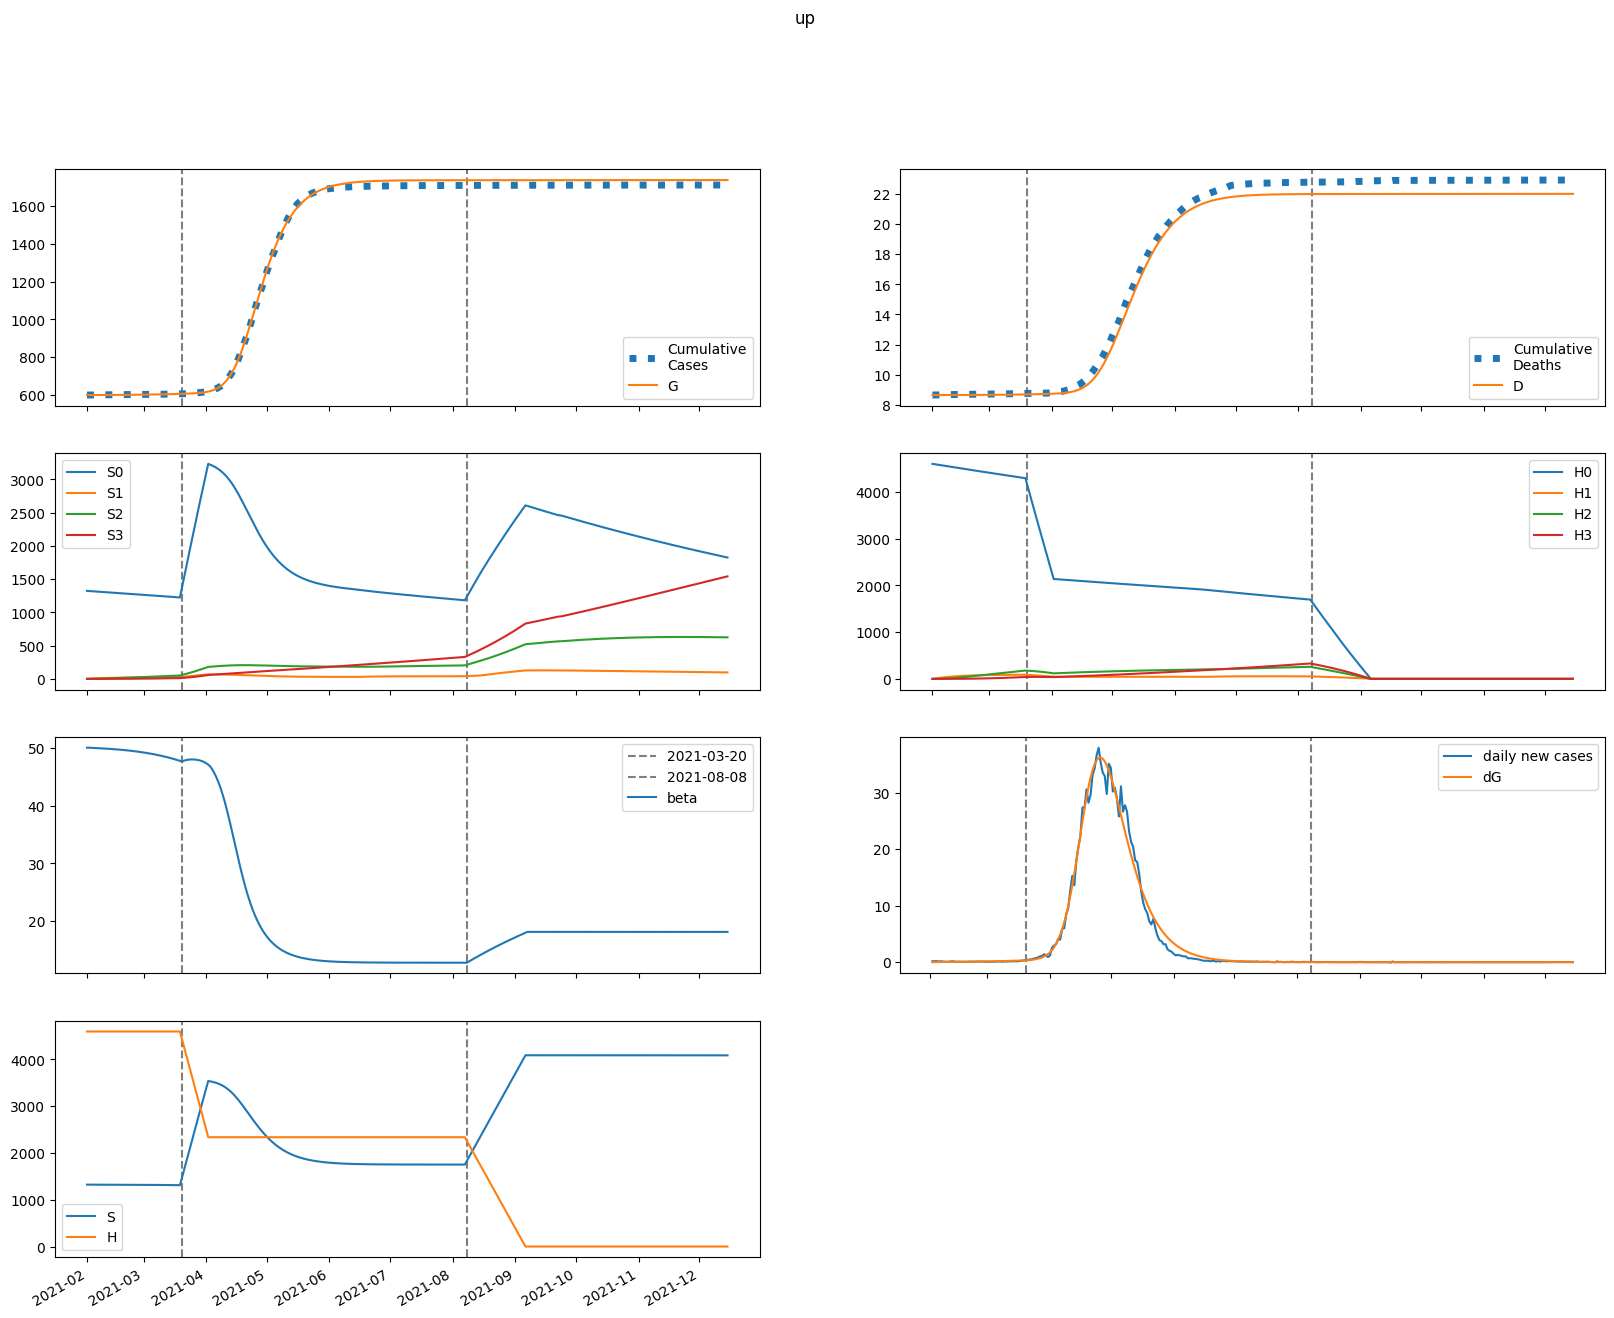 up
1600
1400
1200
1000
800
600
Cumulative
Cases
G
22
20
18
16
14
12
10
8
Cumulative
Deaths
D
3000
2500
2000
1500
1000
500
0
S0
S1
S2
S3
4000
3000
2000
1000
0
H0
H1
H2
H3
50
40
30
20
2021-03-20
2021-08-08
beta
30
20
10
0
daily new cases
dG
4000
3000
2000
1000
0
S
H
2021-02
2021-03
2021-04
2021-05
2021-06
2021-07
2021-08
2021-09
2021-10
2021-11
2021-12